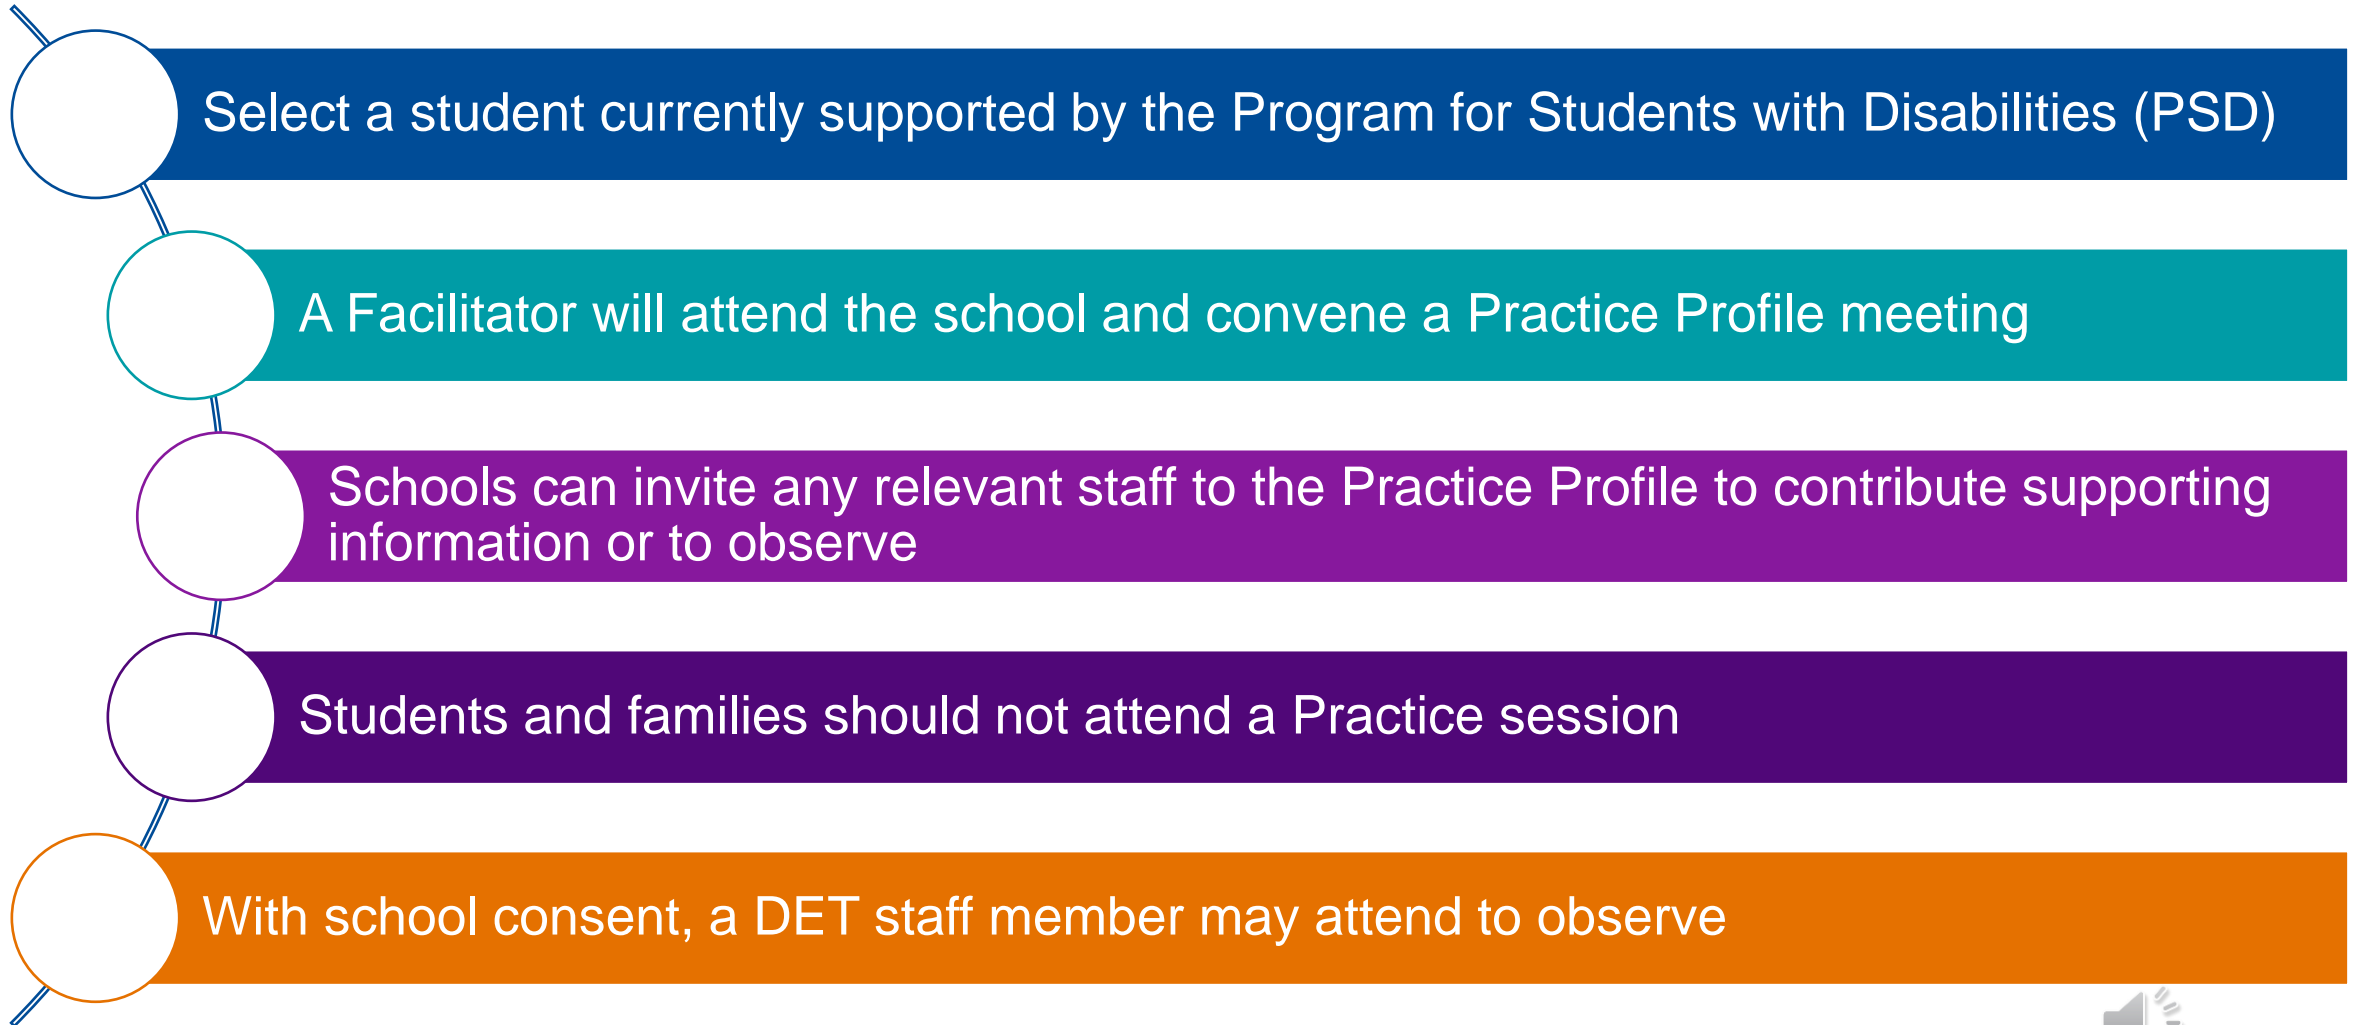 Select a student currently supported by the Program for Students with Disabilities (PSD)
A Facilitator will attend the school and convene a Practice Profile meeting
Schools can invite any relevant staff to the Practice Profile to contribute supporting
information or to observe
Students and families should not attend a Practice session
With school consent, a DET staff member may attend to observe